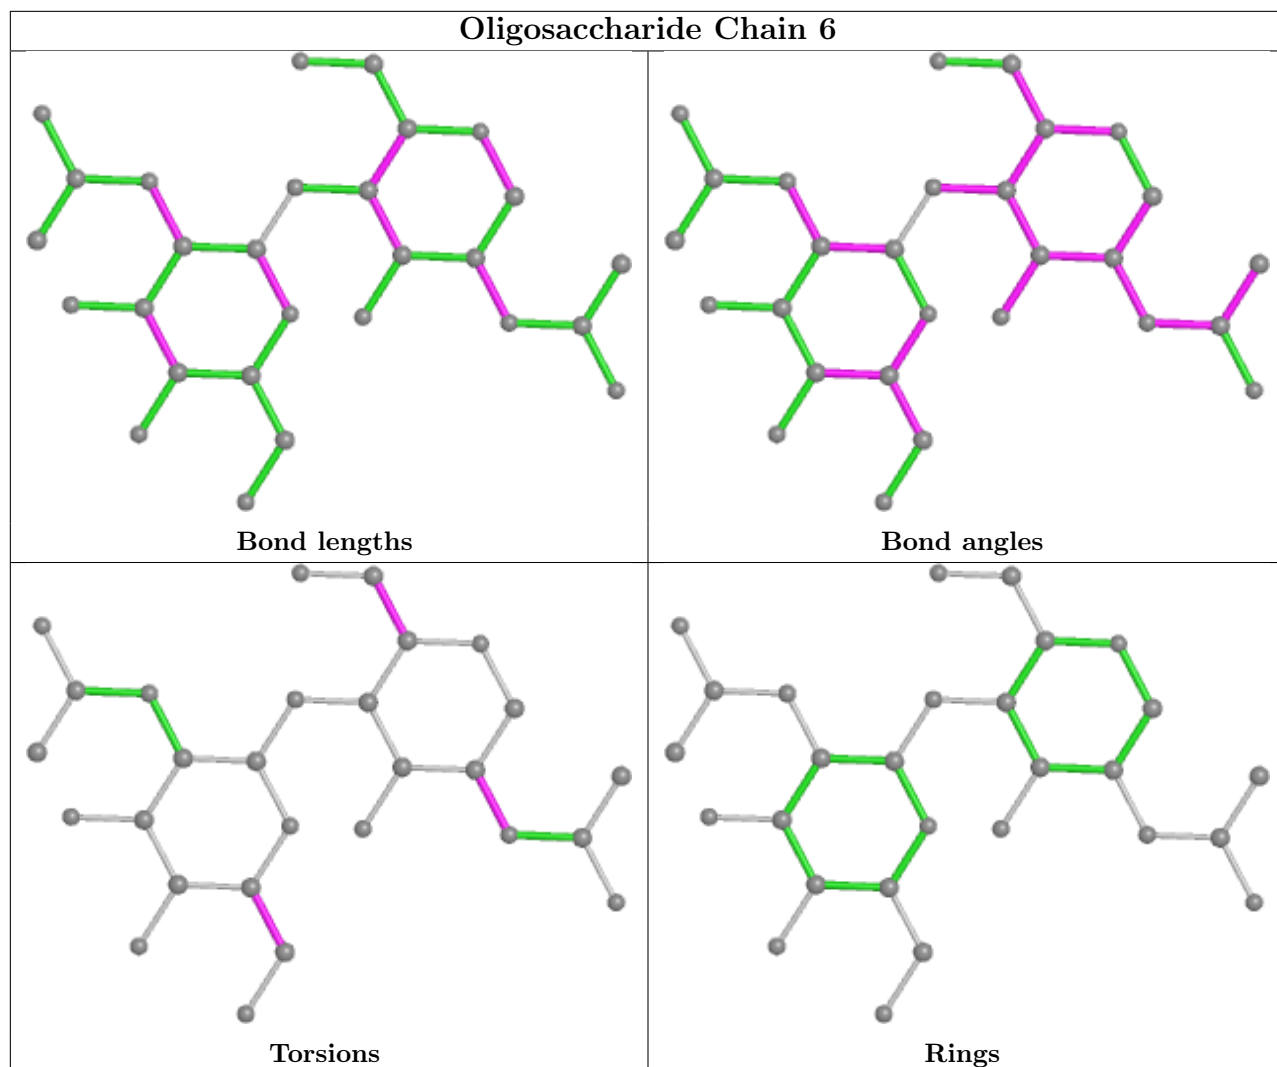 Oligosaccharide Chain 6
Bond lengths
Bond angles
Torsions
Rings